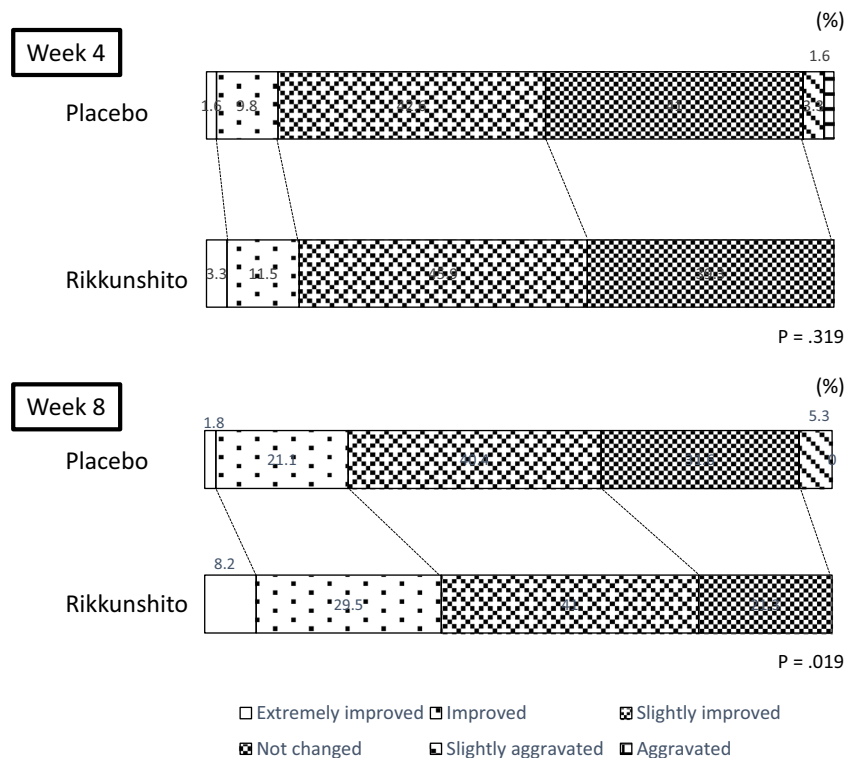 (%)
Week 4
1.6
Placebo
1.6 9.8
Rikkunshito
3.3 11.5
P = .319
(%)
Week 8
1.8 5.3
Placebo
21.1 0
8.2
Rikkunshito
29.5
P = .019
Extremely improved Improved Slightly improved
Not changed Slightly aggravated Aggravated